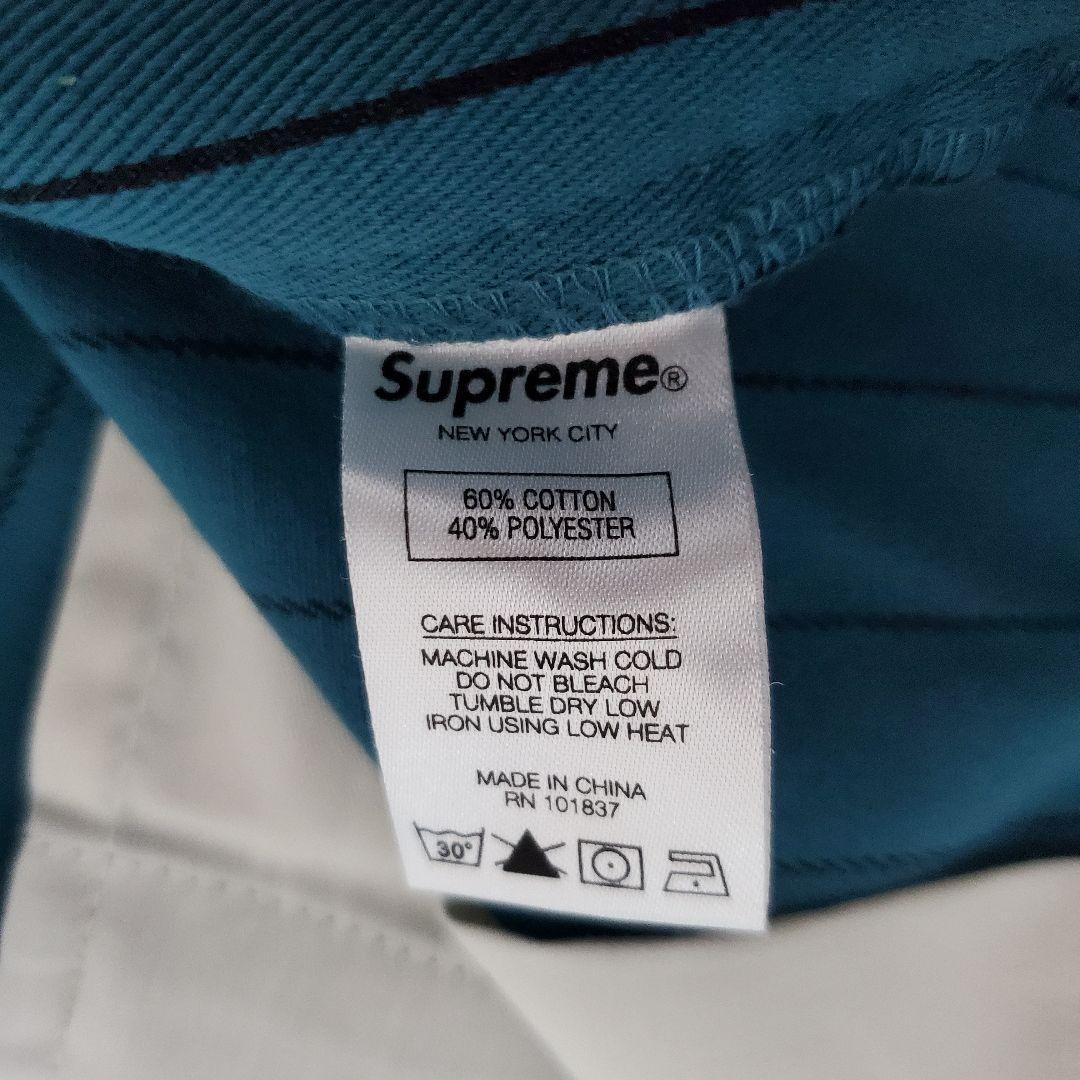 Supreme®
NEW YORK CITY
60% COTTON
40% POLYESTER
CARE INSTRUCTIONS:
MACHINE WASH COLD
DO NOT BLEACH
TUMBLE DRY LOW
IRON USING LOW HEAT
MADE IN CHINA
RN 101837
30°